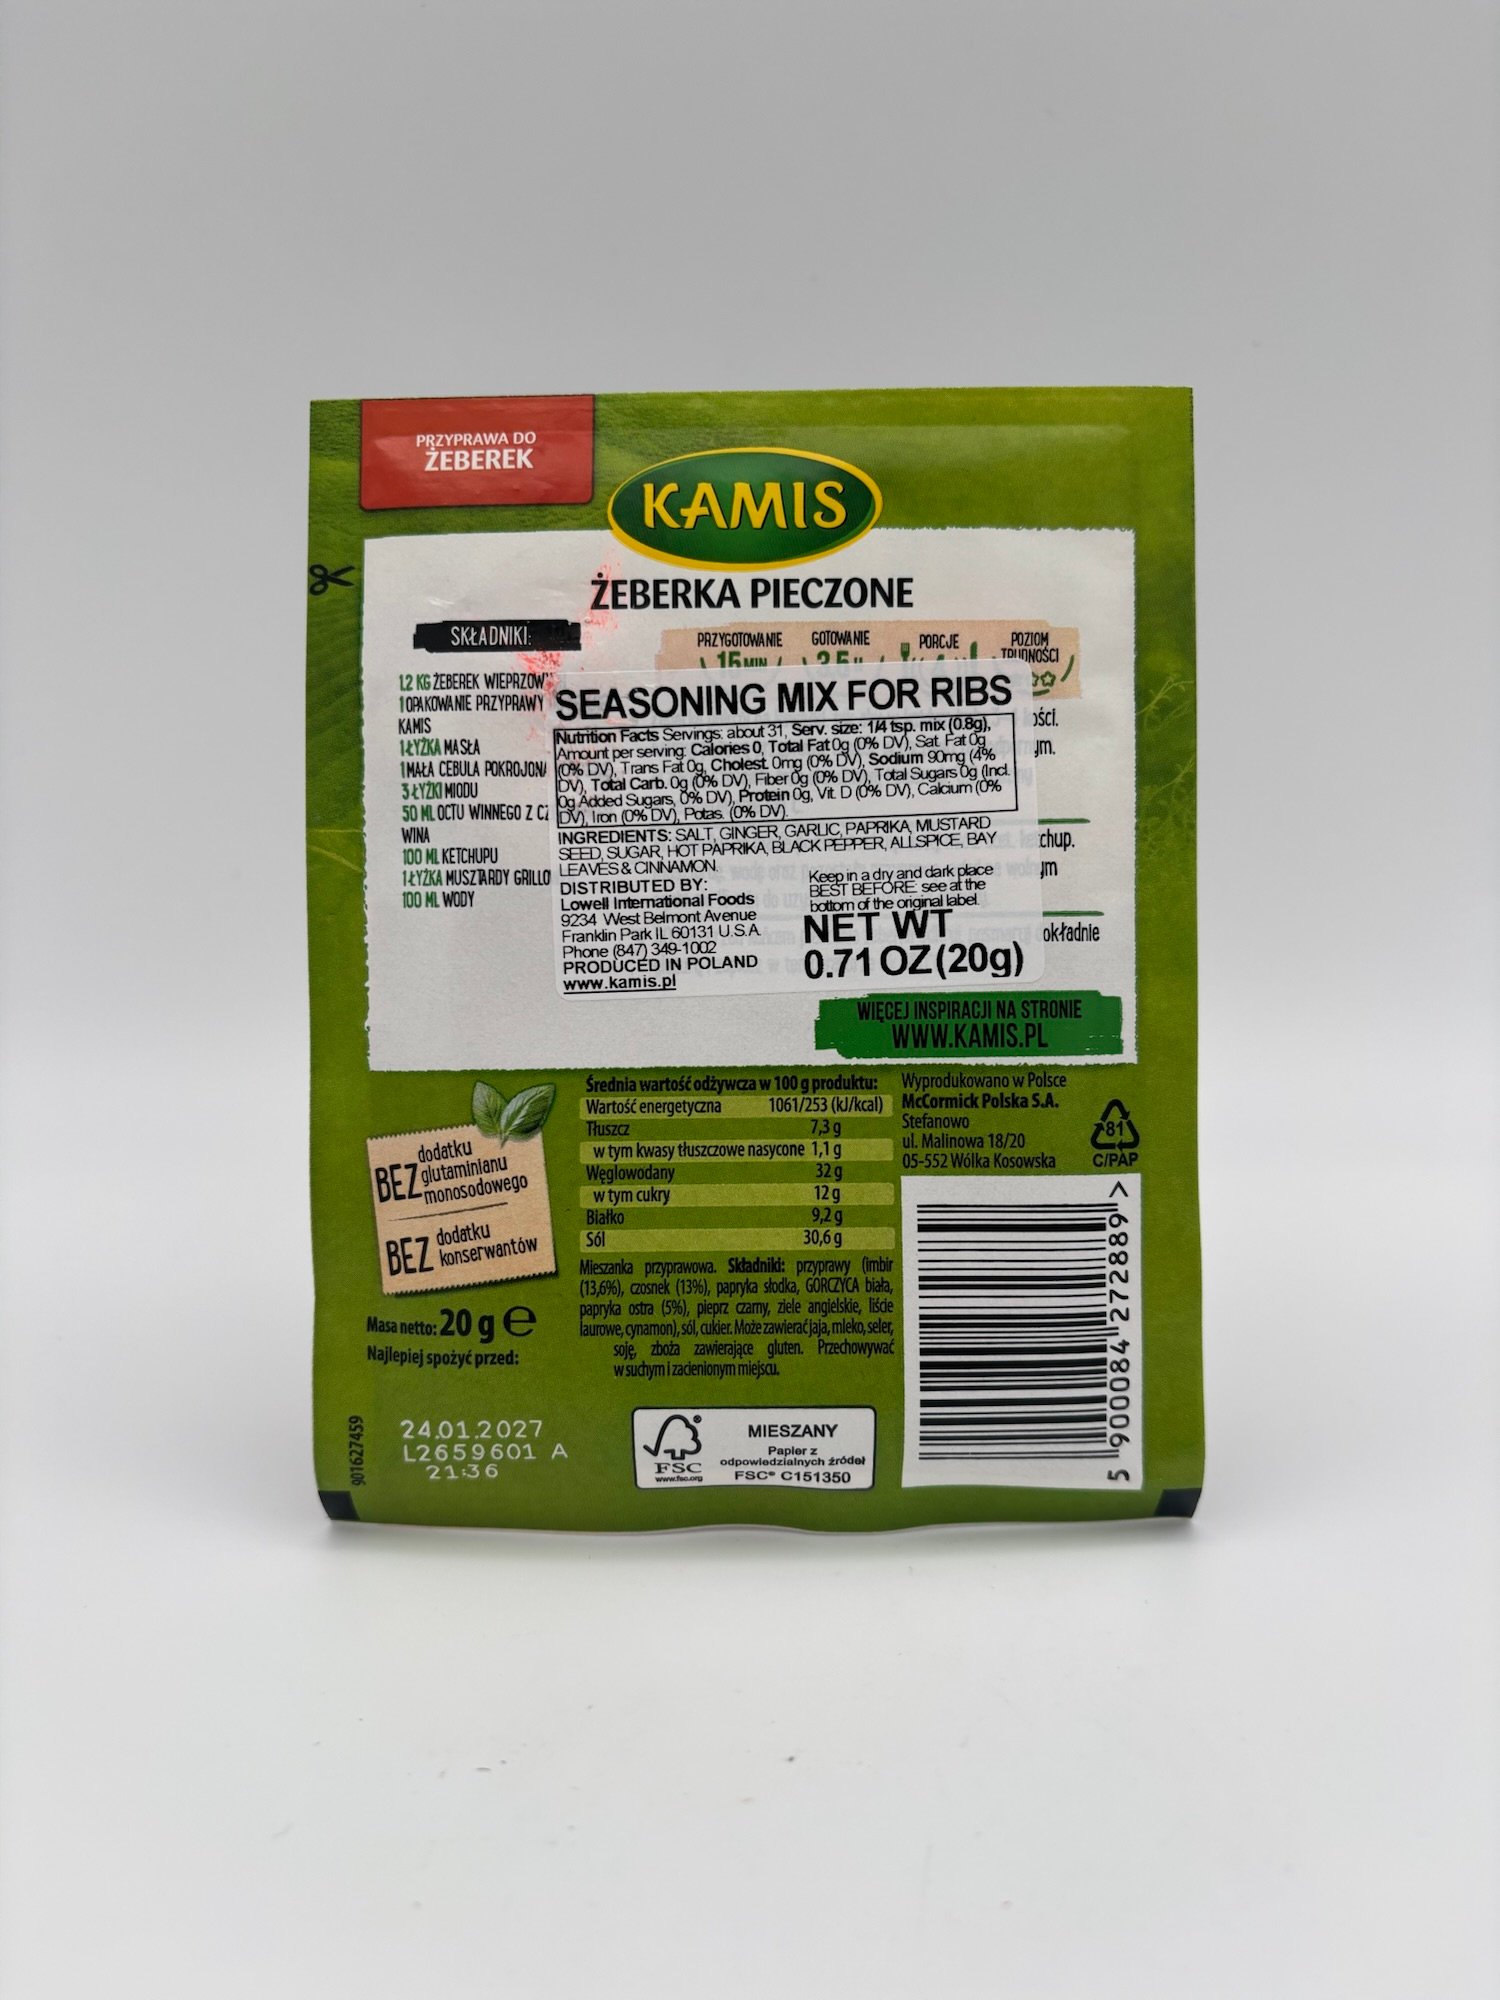 PRZYPRAWA DO
ŻEBEREK
KAMIS
ŻEBERKA PIECZONE
SKŁADNIKI:
1,2 KG ŻEBEREK WIEPRZOW
1 OPAKOWANIE PRZYPRAWY
KAMIS
1 ŁYŻKA MASŁA
1 MAŁA CEBULA POKROJONA
3 ŁYŻKI MIODU
50 ML OCTU WINNEGO Z CZ
WINA
100 ML KETCHUPU
1 ŁYŻKA MUSZTARDY GRILLO
100 ML WODY
PRZYGOTOWANIE GOTOWANIE PORCJE POZIOM
TRUDNOŚCI
15 MIN
ości.
ym.
chup.
ym
okładnie
SEASONING MIX FOR RIBS
Nutrition Facts Servings: about 31, Serv. size: 1/4 tsp. mix (0.8g),
Amount per serving: Calories 0, Total Fat 0g (0% DV), Sat. Fat 0g
(0% DV), Trans Fat 0g, Cholest. 0mg (0% DV), Sodium 90mg (4%
DV), Total Carb. 0g (0% DV), Fiber 0g (0% DV), Total Sugars 0g (Incl.
0g Added Sugars, 0% DV), Protein 0g, Vit. D (0% DV), Calcium (0%
DV), Iron (0% DV), Potas. (0% DV).
INGREDIENTS: SALT, GINGER, GARLIC, PAPRIKA, MUSTARD
SEED, SUGAR, HOT PAPRIKA, BLACK PEPPER, ALLSPICE, BAY
LEAVES & CINNAMON.
DISTRIBUTED BY:
Lowell International Foods
9234 West Belmont Avenue
Franklin Park IL 60131 U.S.A.
Phone (847) 349-1002
PRODUCED IN POLAND
www.kamis.pl
Keep in a dry and dark place
BEST BEFORE: see at the
bottom of the original label.
NET WT
0.71 OZ (20g)
WIĘCEJ INSPIRACJI NA STRONIE
WWW.KAMIS.PL
BEZ dodatku
glutaminianu
monosodowego
BEZ dodatku
konserwantów
Masa netto: 20 g e
Najlepiej spożyć przed:
24.01.2027
L2659601 A
21:36
901627459
Średnia wartość odżywcza w 100 g produktu:
Wartość energetyczna 1061/253 (kJ/kcal)
Tłuszcz 7,3 g
w tym kwasy tłuszczowe nasycone 1,1 g
Węglowodany 32 g
w tym cukry 12 g
Białko 9,2 g
Sól 30,6 g
Mieszanka przyprawowa. Składniki: przyprawy (imbir
(13,6%), czosnek (13%), papryka słodka, GORCZYCA biała,
papryka ostra (5%), pieprz czarny, ziele angielskie, liście
laurowe, cynamon), sól, cukier. Może zawierać jaja, mleko, seler,
soję, zboża zawierające gluten. Przechowywać
w suchym i zacienionym miejscu.
Wyprodukowano w Polsce
McCormick Polska S.A.
Stefanowo
ul. Malinowa 18/20
05-552 Wólka Kosowska
81
C/PAP
5 900084 272889 >
FSC
www.fsc.org
MIESZANY
Papier z
odpowiedzialnych źródeł
FSC® C151350